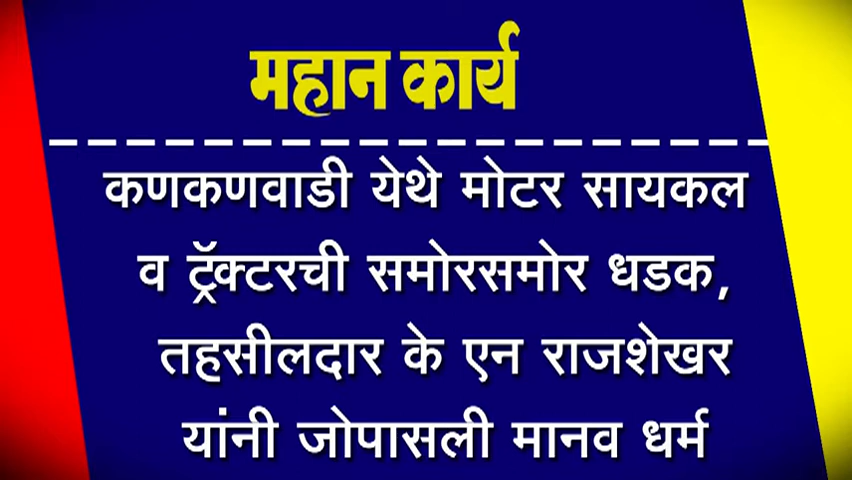 महान कार्य
कणकणवाडी येथे मोटर सायकल
व ट्रॅक्टरची समोरसमोर धडक,
तहसीलदार के एन राजशेखर
यांनी जोपासली मानव धर्म